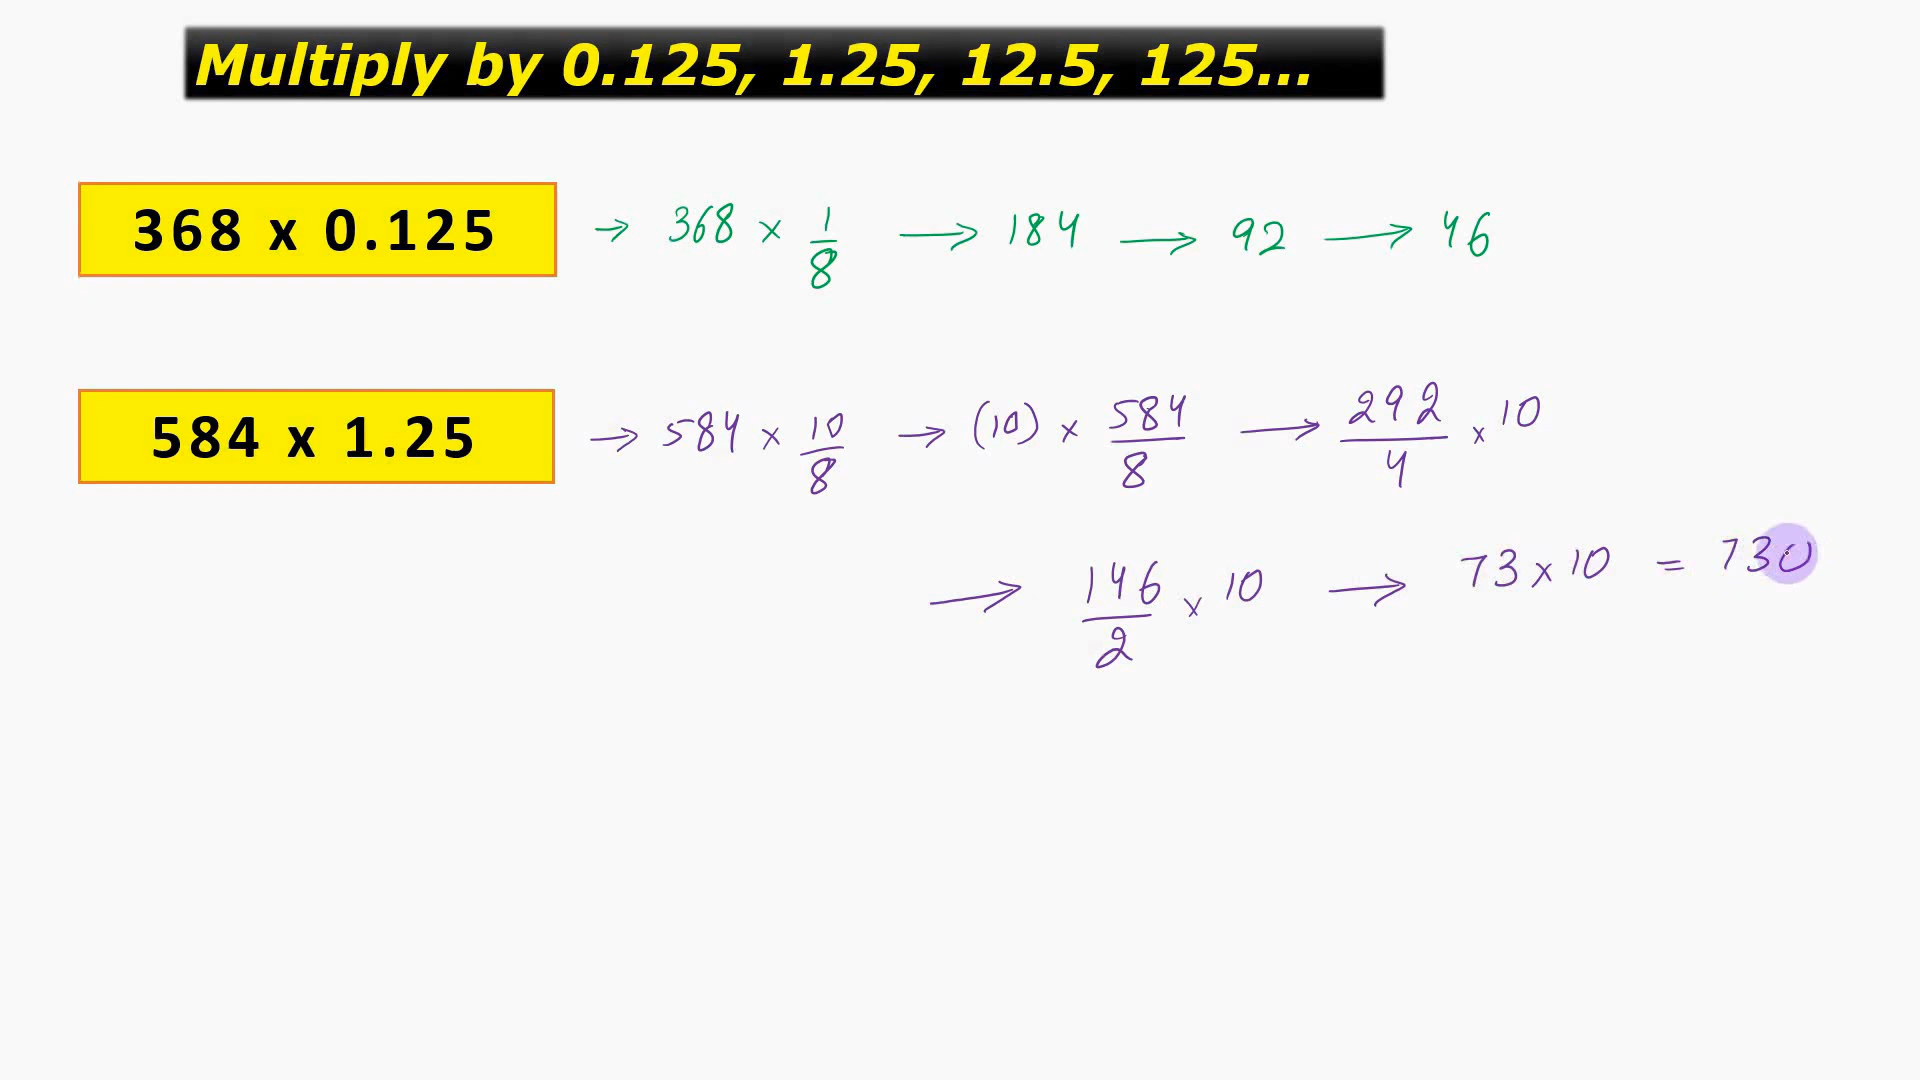 Multiply by 0.125, 1.25, 12.5, 125...
368 x 0.125 → 368 × 1/8 → 184 → 92 → 46
584 x 1.25 → 584 × 10/8 → (10) × 584/8 → 292/4 × 10
→ 146/2 × 10 → 73 × 10 = 730